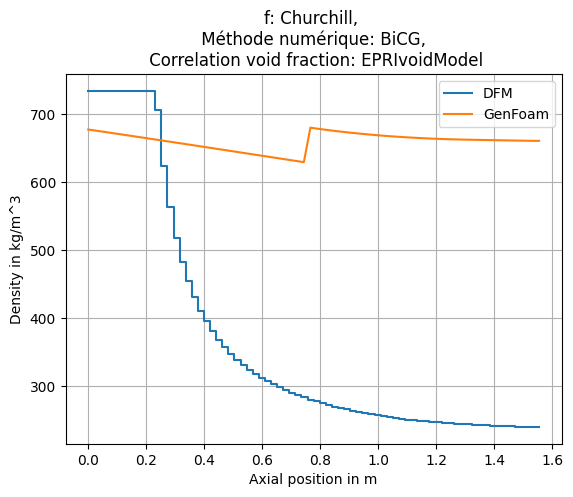 f: Churchill,
Méthode numérique: BiCG,
Correlation void fraction: EPRIvoidModel
DFM
GenFoam
Density in kg/m^3
700
600
500
400
300
0.0 0.2 0.4 0.6 0.8 1.0 1.2 1.4 1.6
Axial position in m